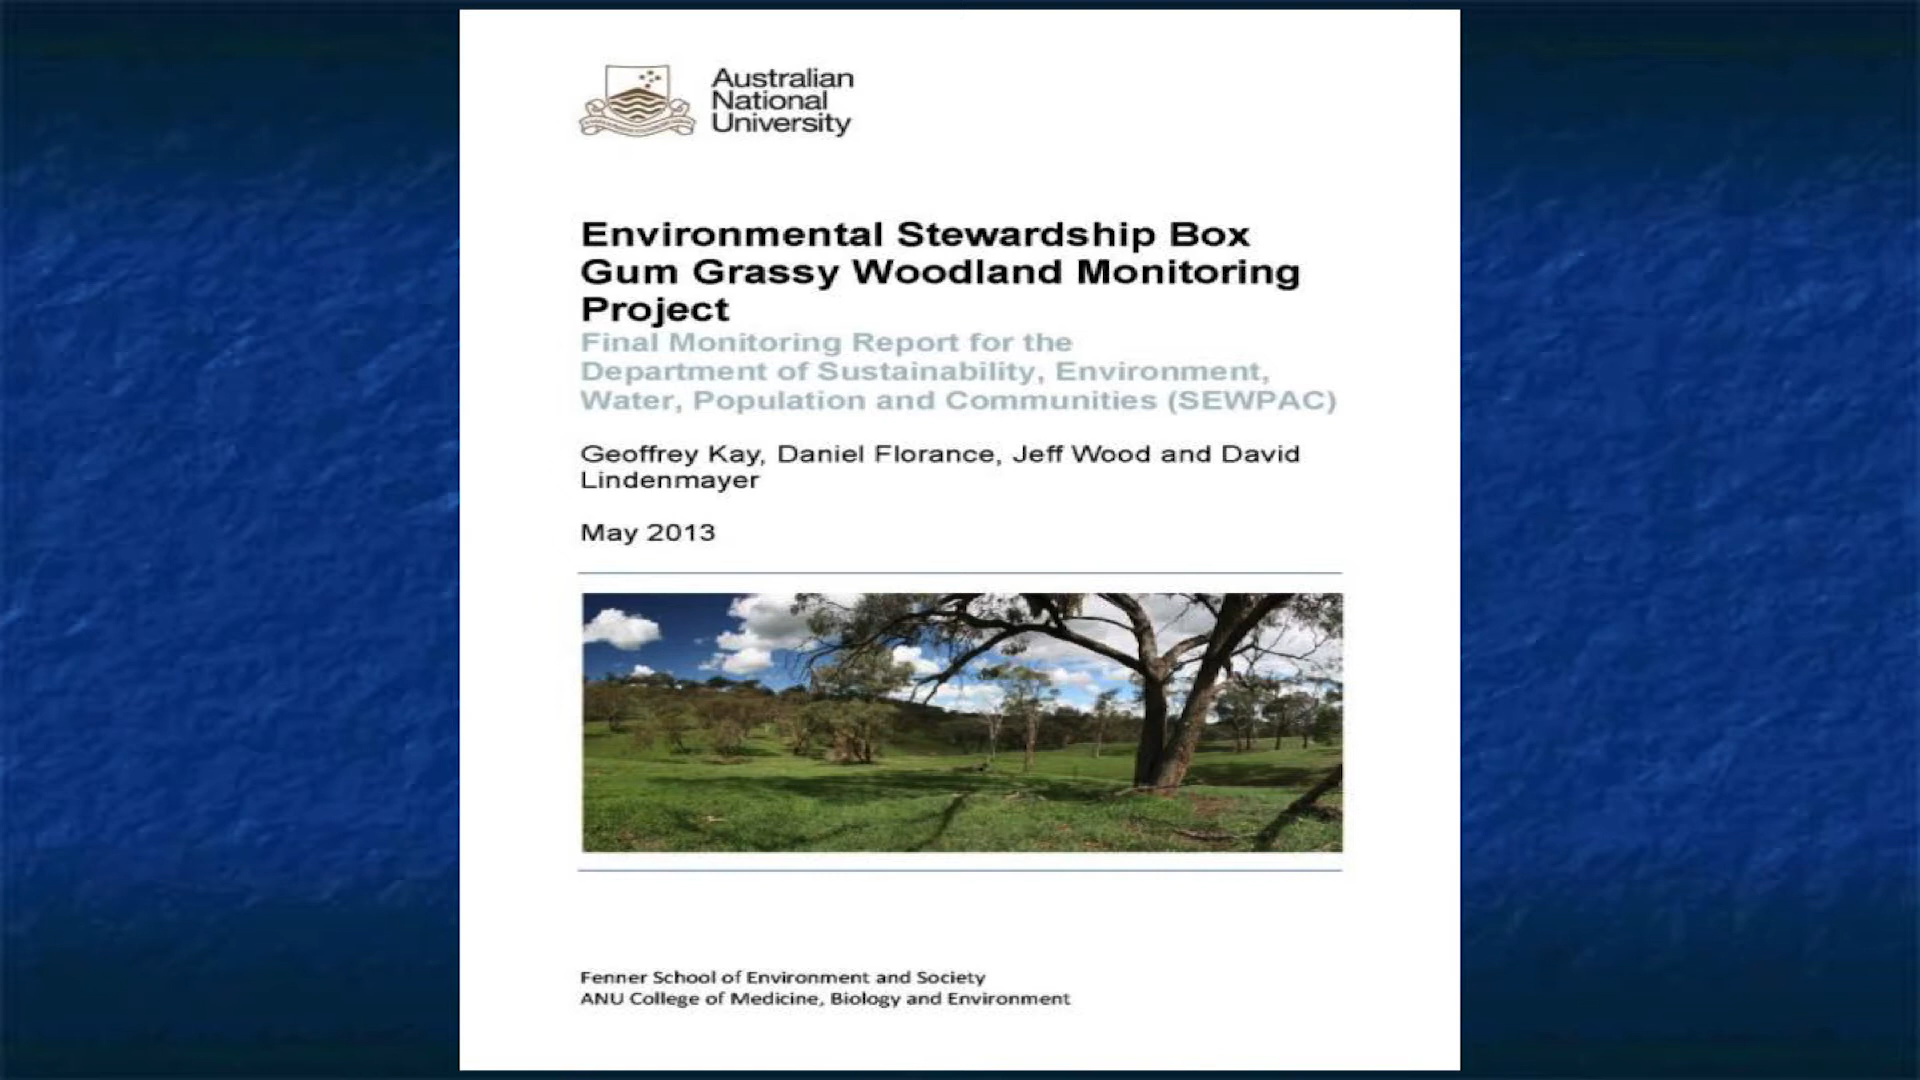 Australian
National
University
Environmental Stewardship Box
Gum Grassy Woodland Monitoring
Project
Final Monitoring Report for the
Department of Sustainability, Environment,
Water, Population and Communities (SEWPAC)
Geoffrey Kay, Daniel Florance, Jeff Wood and David
Lindenmayer
May 2013
Fenner School of Environment and Society
ANU College of Medicine, Biology and Environment